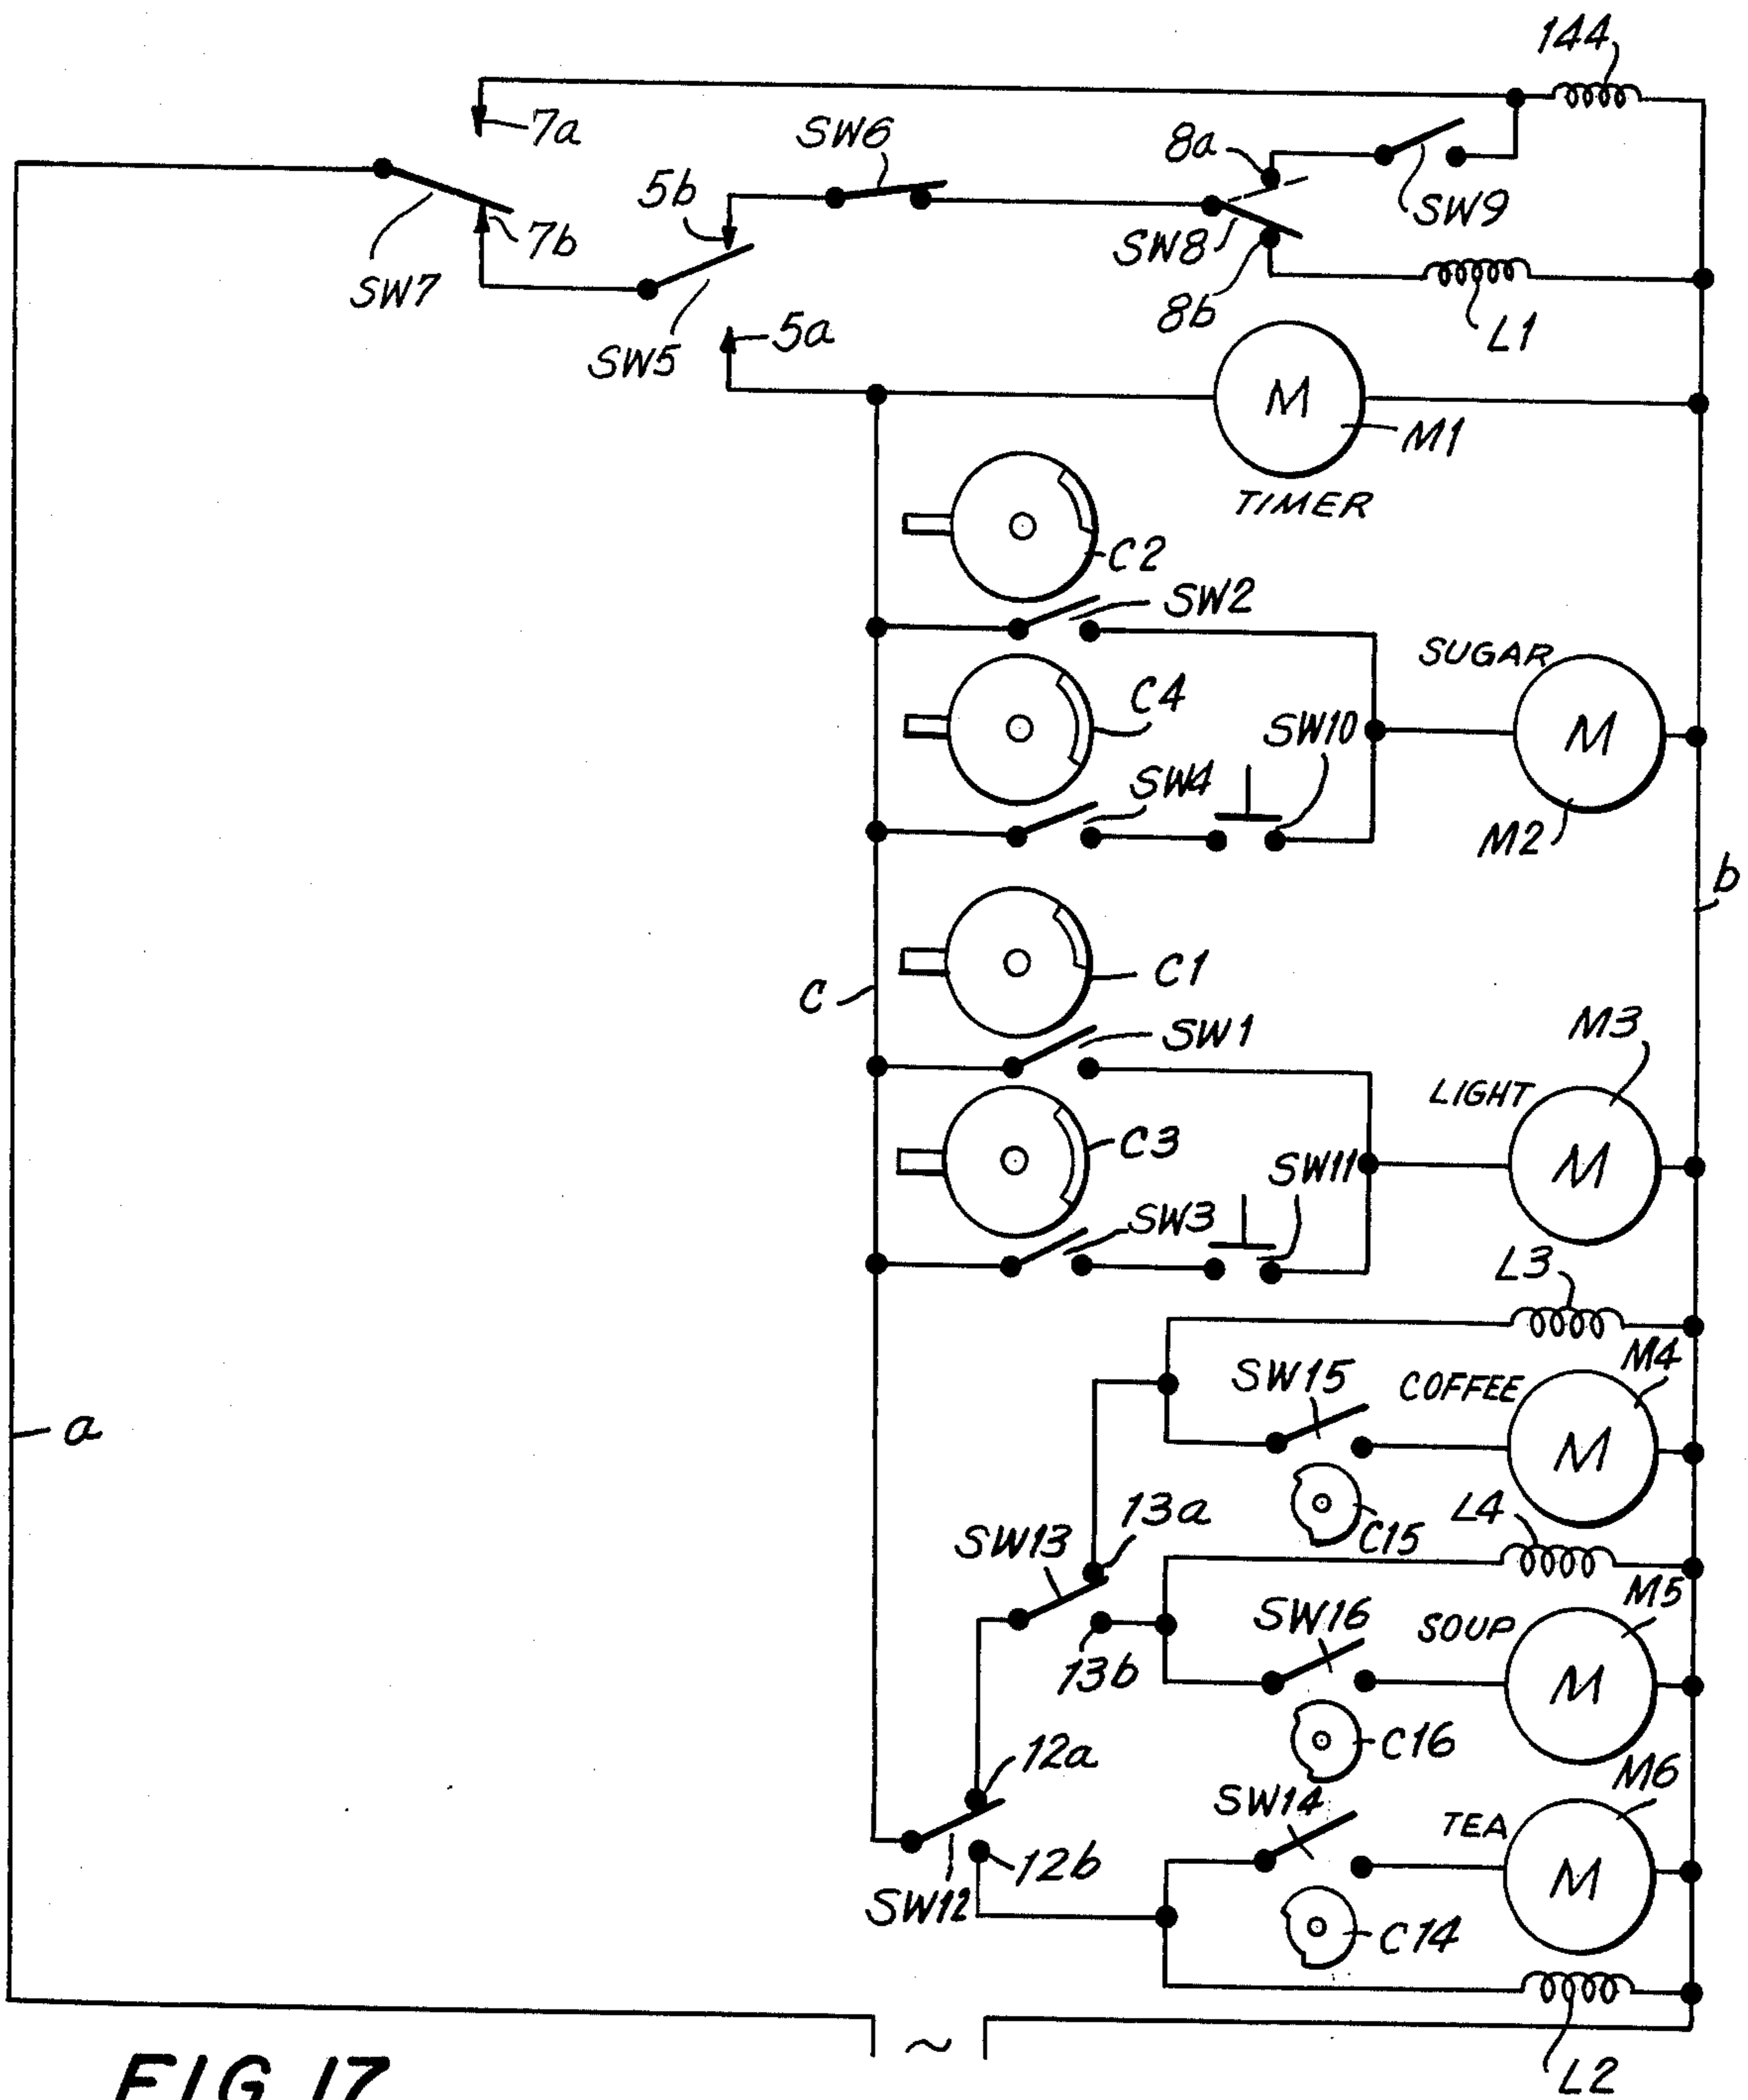 144
7a
SW6
8a
5b
SW9
7b
SW8
SW7
8b
L1
5a
SW5
M
M1
TIMER
C2
SW2
SUGAR
C4
SW10
M
SW4
M2
b
C1
c
SW1
M3
LIGHT
C3
SW11
M
SW3
L3
M4
SW15
COFFEE
a
M
13a
L4
SW13
C15
M5
SW16
SOUP
13b
M
C16
12a
M6
SW14
TEA
12b
M
SW12
C14
~
FIG. 17
L2